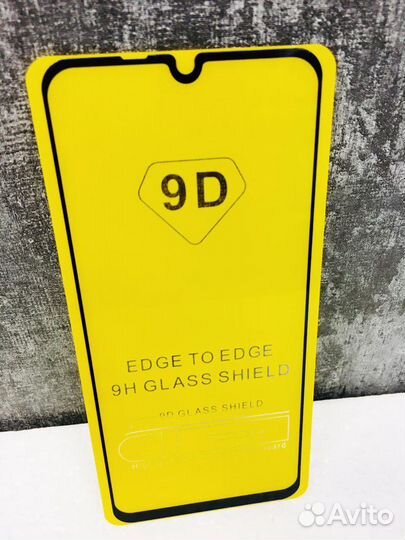 9D
EDGE TO EDGE
9H GLASS SHIELD
9D GLASS SHIELD
Avito